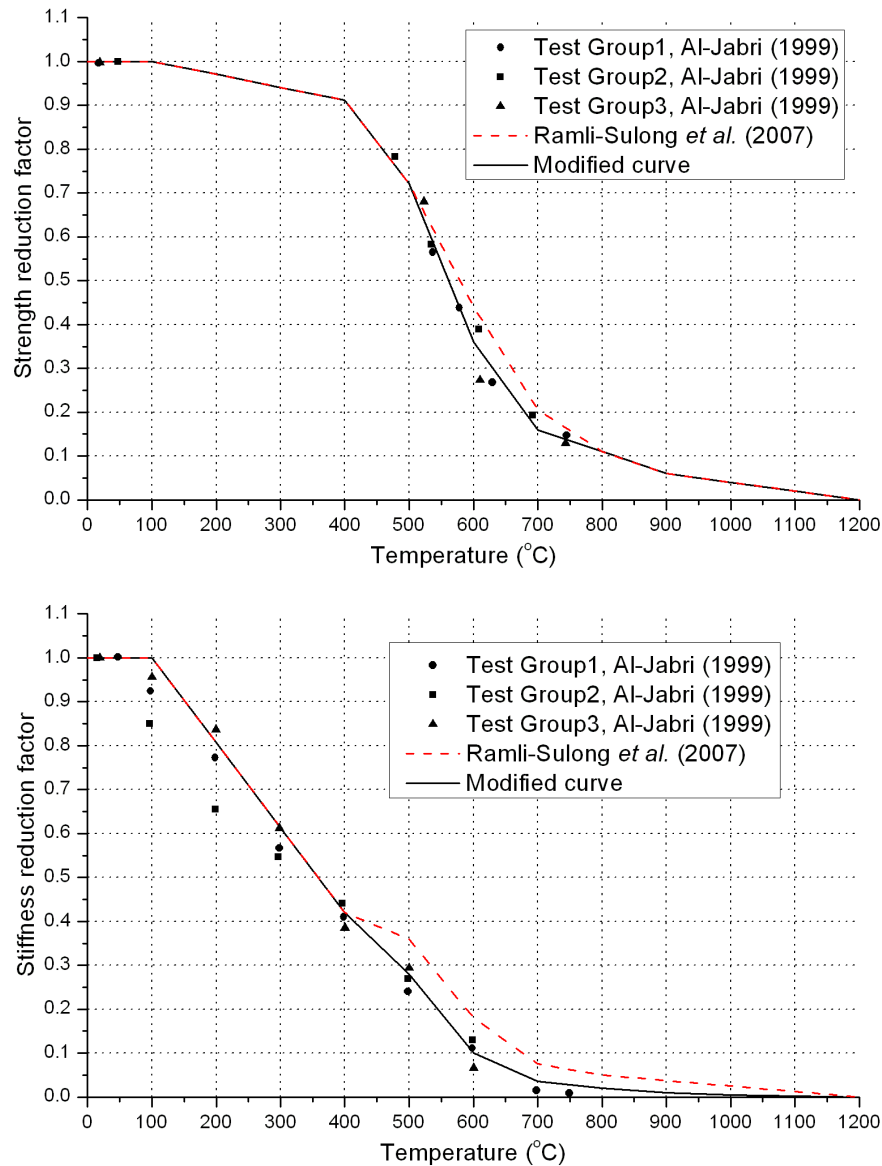 1.1
1.0
0.9
0.8
0.7
0.6
0.5
0.4
0.3
0.2
0.1
0.0
Strength reduction factor
Test Group1, Al-Jabri (1999)
Test Group2, Al-Jabri (1999)
Test Group3, Al-Jabri (1999)
Ramli-Sulong et al. (2007)
Modified curve
0 100 200 300 400 500 600 700 800 900 1000 1100 1200
Temperature (°C)
1.1
1.0
0.9
0.8
0.7
0.6
0.5
0.4
0.3
0.2
0.1
0.0
Stiffness reduction factor
Test Group1, Al-Jabri (1999)
Test Group2, Al-Jabri (1999)
Test Group3, Al-Jabri (1999)
Ramli-Sulong et al. (2007)
Modified curve
0 100 200 300 400 500 600 700 800 900 1000 1100 1200
Temperature (°C)